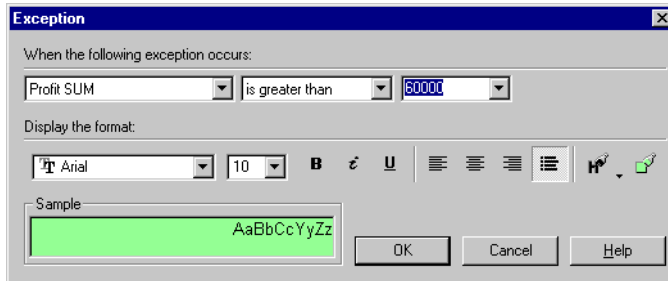 Exception
When the following exception occurs:
Profit SUM is greater than 60000
Display the format:
Arial 10 B i U
Sample
AaBbCcYyZz
OK Cancel Help